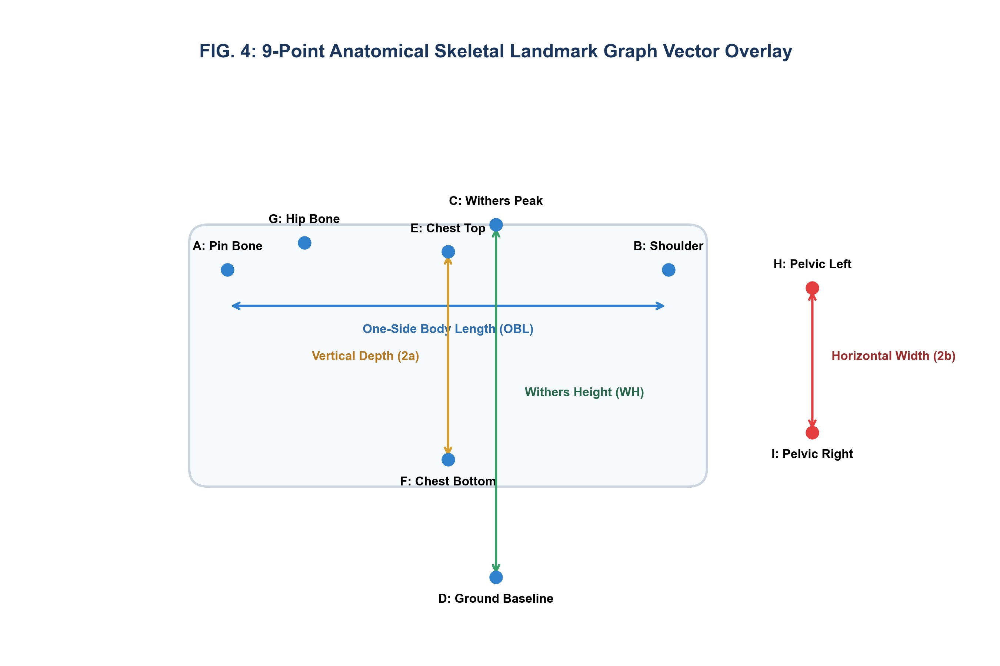 FIG. 4: 9-Point Anatomical Skeletal Landmark Graph Vector Overlay
C: Withers Peak
G: Hip Bone
E: Chest Top
A: Pin Bone
B: Shoulder
H: Pelvic Left
One-Side Body Length (OBL)
Vertical Depth (2a)
Horizontal Width (2b)
Withers Height (WH)
I: Pelvic Right
F: Chest Bottom
D: Ground Baseline